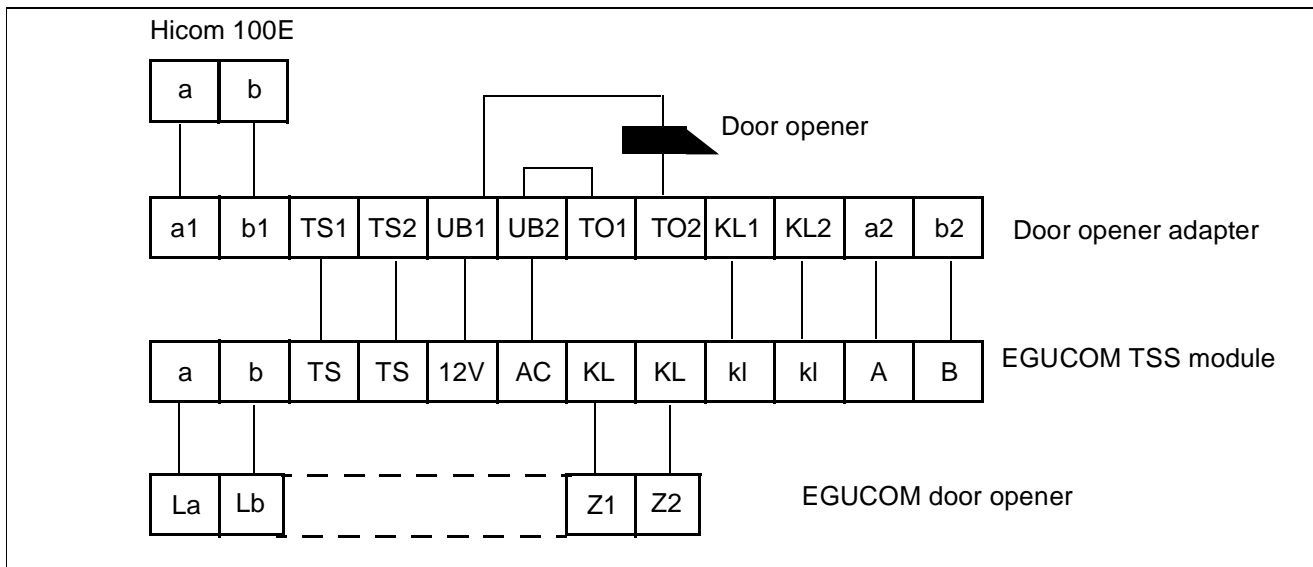 Hicom 100E
a b
Door opener
a1 b1 TS1 TS2 UB1 UB2 TO1 TO2 KL1 KL2 a2 b2
Door opener adapter
a b TS TS 12V AC KL KL kl kl A B
EGUCOM TSS module
La Lb Z1 Z2
EGUCOM door opener